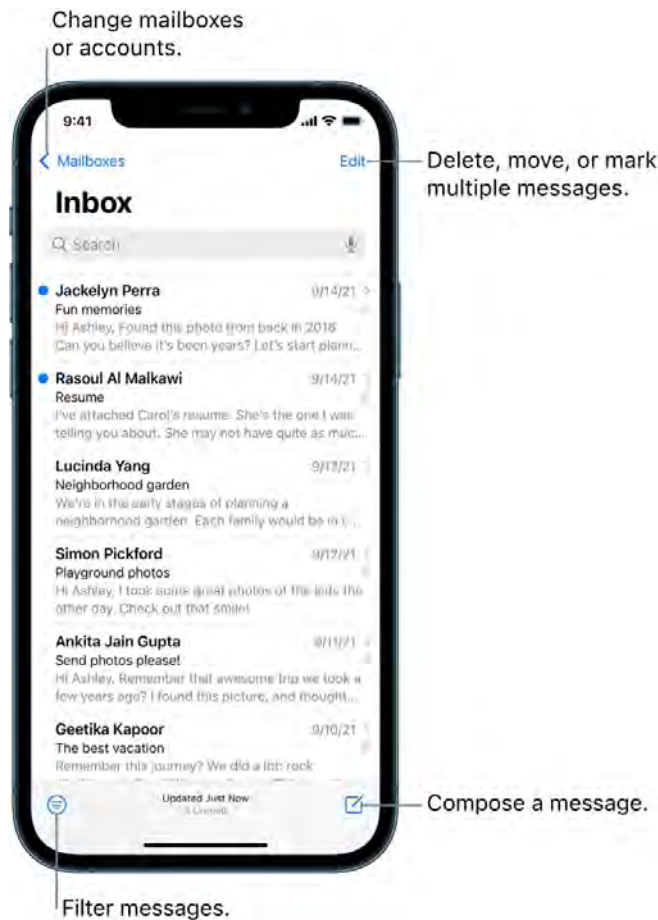 Change mailboxes
or accounts.
9:41
Mailboxes
Edit
Delete, move, or mark
multiple messages.
Inbox
Search
Jackelyn Perra 9/14/21
Fun memories
Hi Ashley, Found this photo from back in 2018
Can you believe it's been years? Let's start plann...
Rasoul Al Malkawi 9/14/21
Resume
I've attached Carol's resume. She's the one I was
telling you about. She may not have quite as muc...
Lucinda Yang 9/13/21
Neighborhood garden
We're in the early stages of planning a
neighborhood garden. Each family would be in
Simon Pickford 9/12/21
Playground photos
Hi Ashley, I took some great photos of the kids the
other day. Check out that smile!
Ankita Jain Gupta 9/11/21
Send photos please!
Hi Ashley, Remember that awesome trip we took a
few years ago? I found this picture, and thought...
Geetika Kapoor 9/10/21
The best vacation
Remember this journey? We did a lot rock
Updated Just Now
Compose a message.
Filter messages.